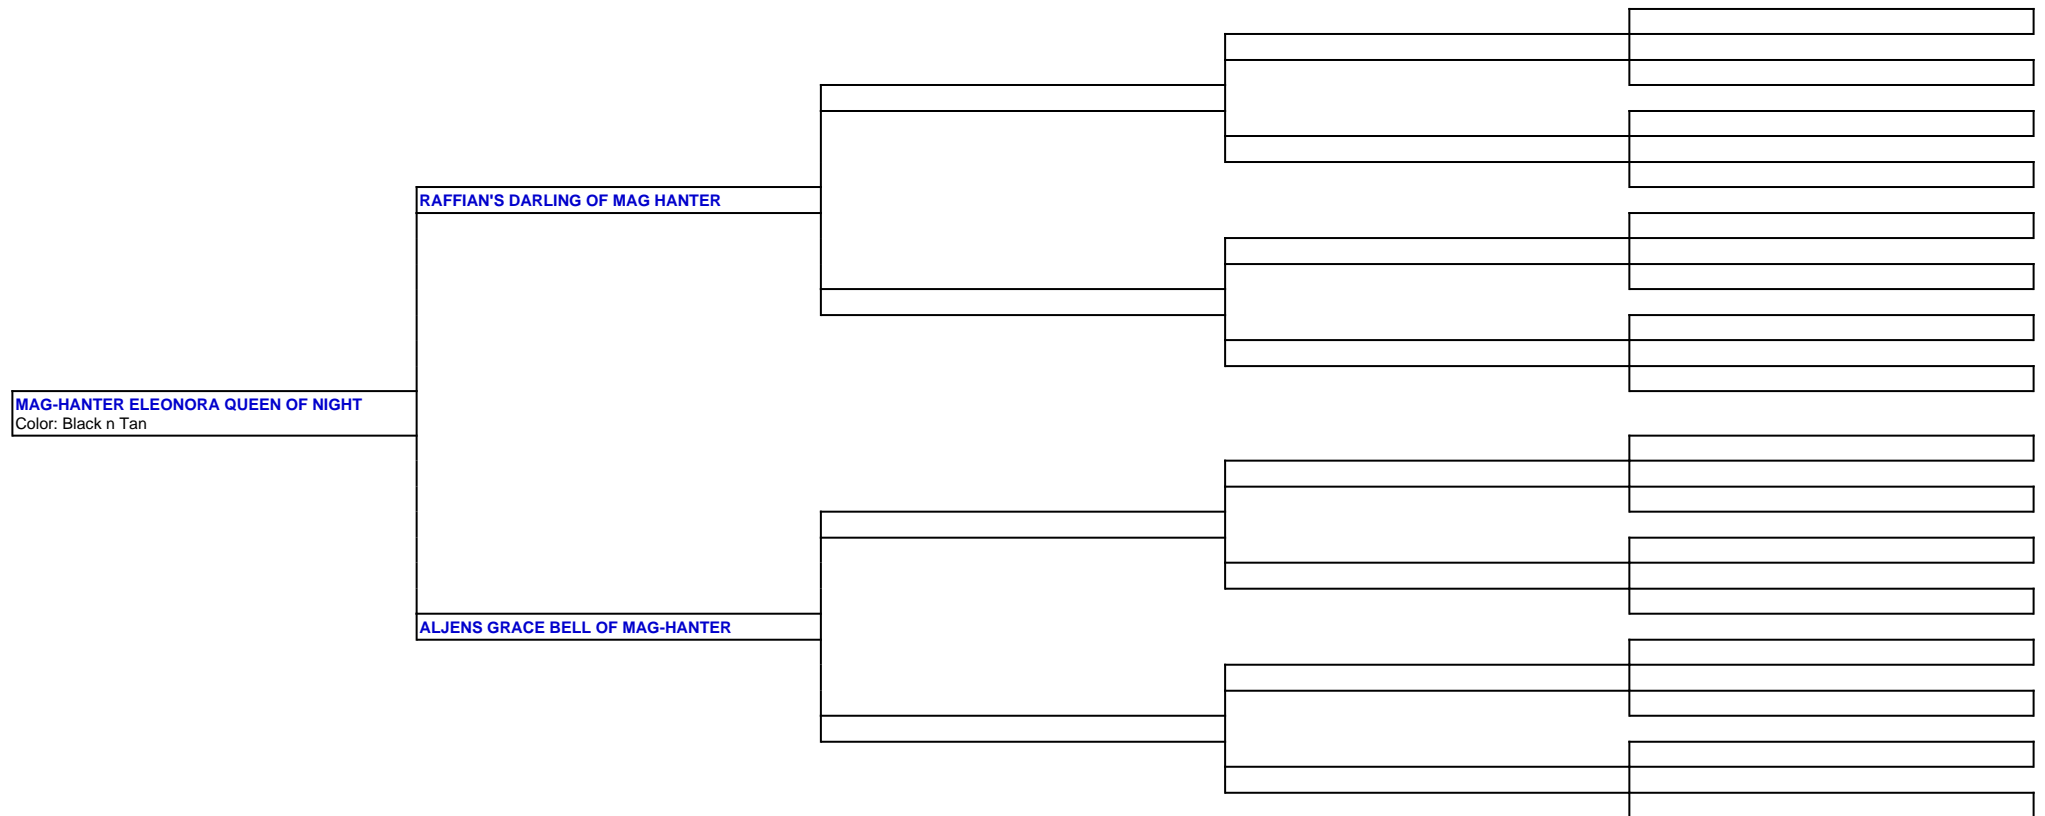 RAFFIAN'S DARLING OF MAG HANTER
MAG-HANTER ELEONORA QUEEN OF NIGHT
Color: Black n Tan
ALJENS GRACE BELL OF MAG-HANTER